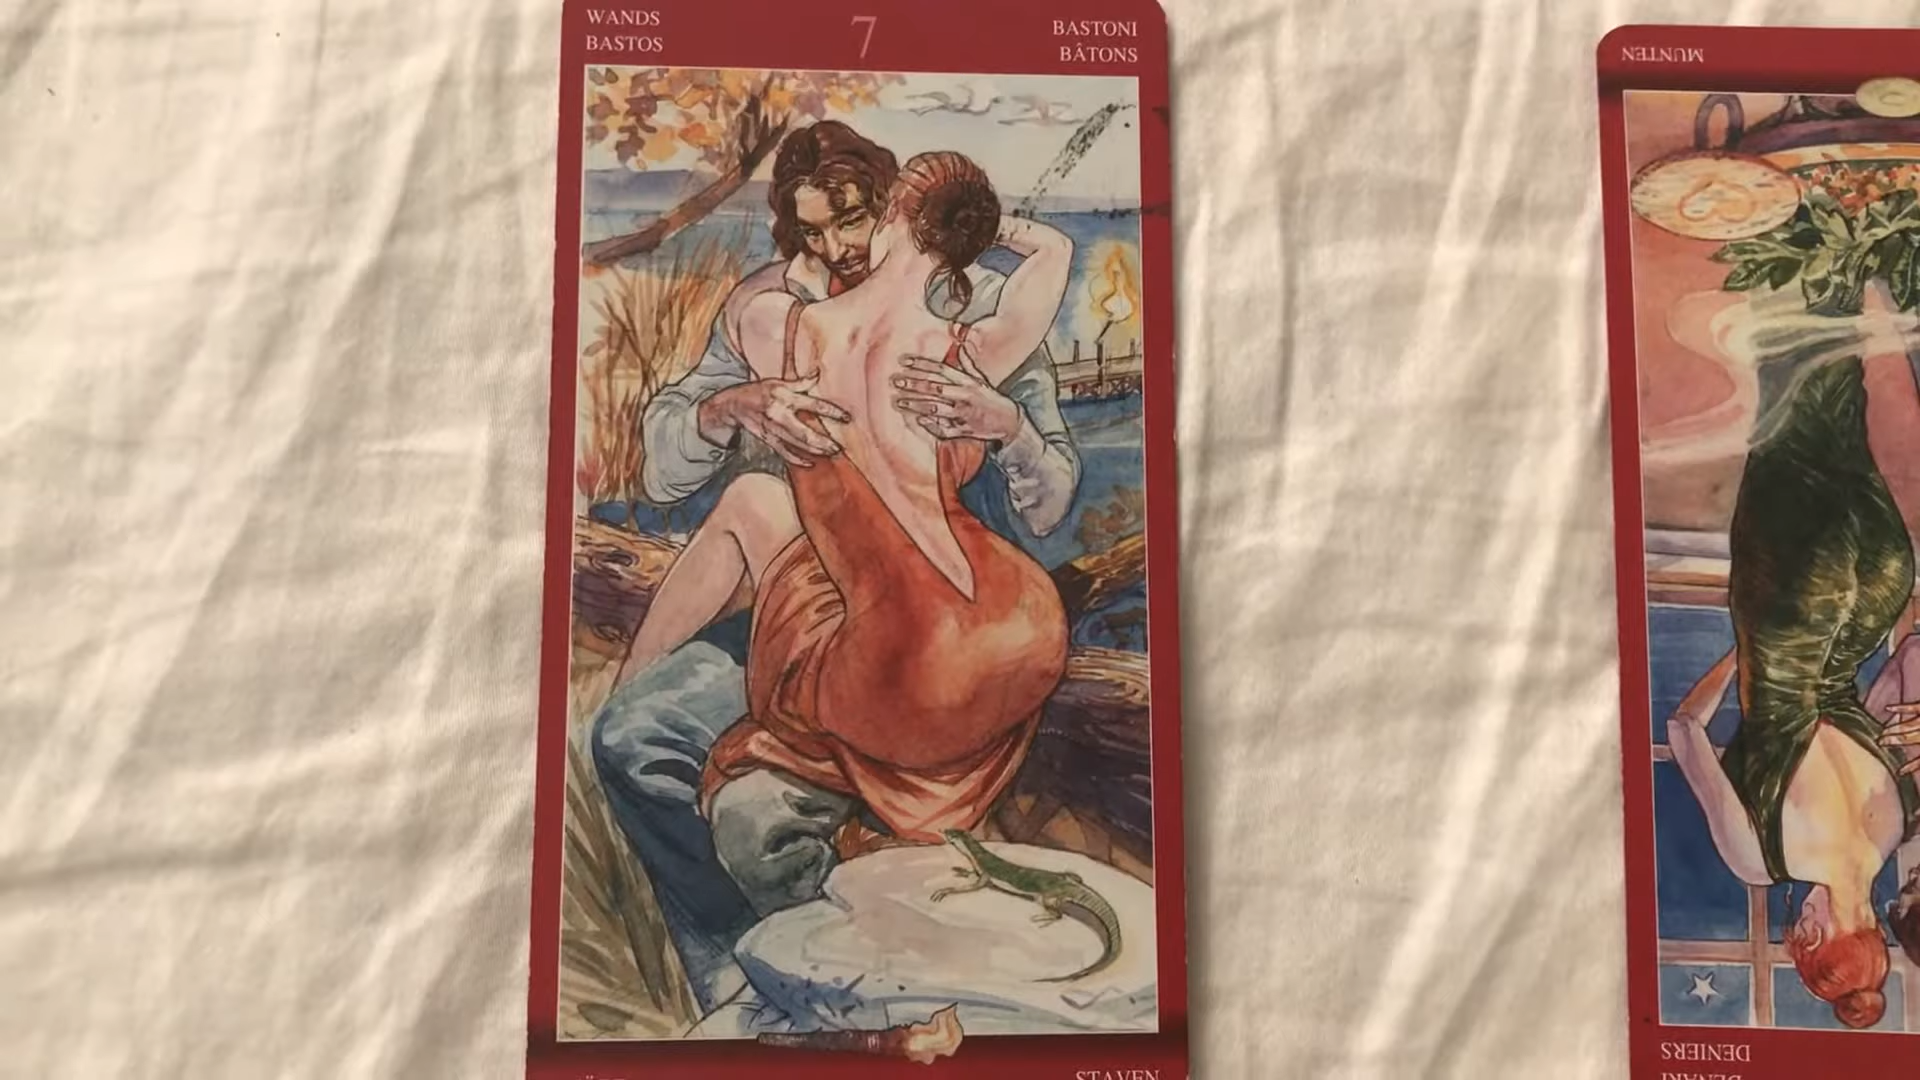 WANDS
BASTOS
7
BASTONI
BÂTONS
STAVEN
MUNTEN
DENIERS